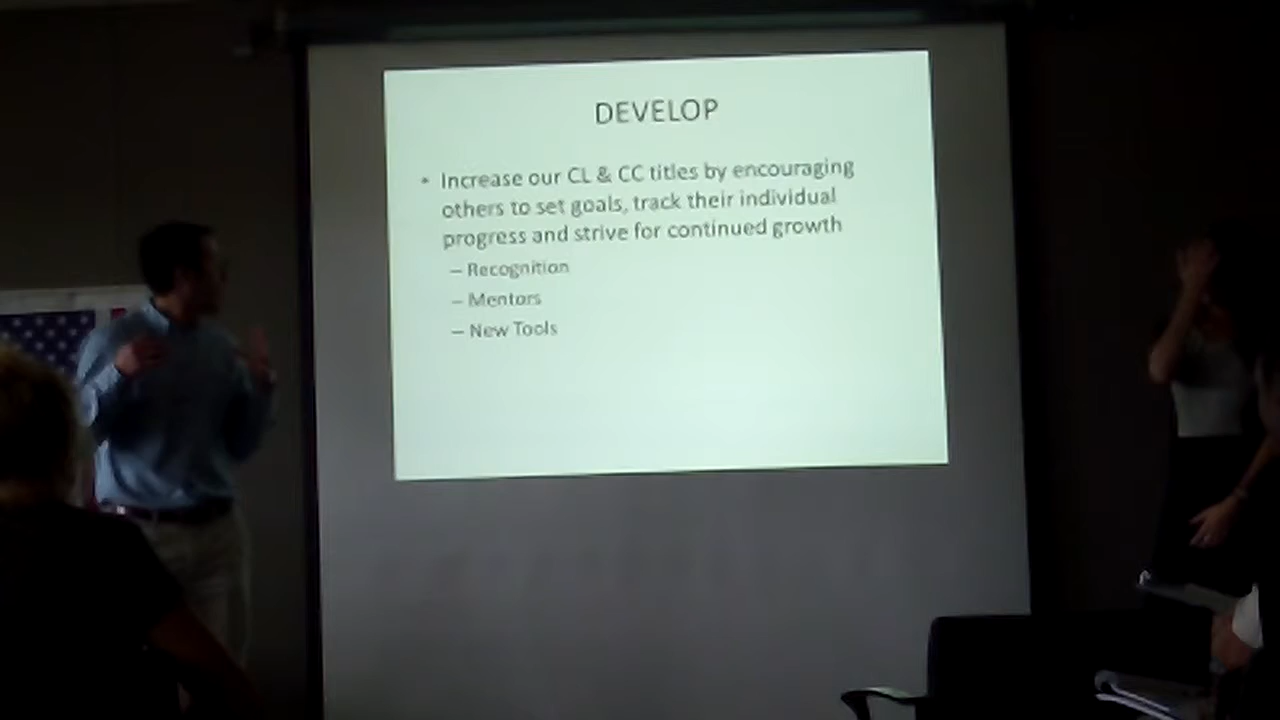 DEVELOP
• Increase our CL & CC titles by encouraging
others to set goals, track their individual
progress and strive for continued growth
– Recognition
– Mentors
– New Tools